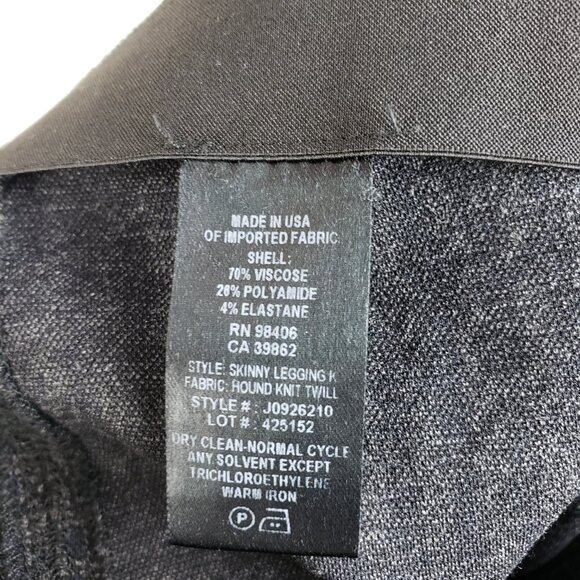 MADE IN USA
OF IMPORTED FABRIC
SHELL:
70% VISCOSE
26% POLYAMIDE
4% ELASTANE
RN 98406
CA 39862
STYLE: SKINNY LEGGING K
FABRIC: HOUND KNIT TWILL
STYLE # : J0926210
LOT # : 425152
DRY CLEAN-NORMAL CYCLE
ANY SOLVENT EXCEPT
TRICHLOROETHYLENE
WARM IRON
P